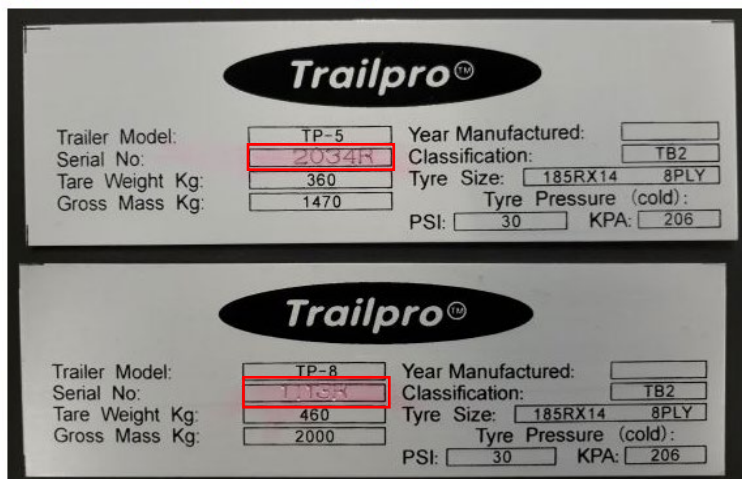 Trailpro TM
Trailer Model: TP-5 Year Manufactured:
Serial No: 2034R Classification: TB2
Tare Weight Kg: 360 Tyre Size: 185RX14 8PLY
Gross Mass Kg: 1470 Tyre Pressure (cold):
PSI: 30 KPA: 206
Trailpro TM
Trailer Model: TP-8 Year Manufactured:
Serial No: 1113R Classification: TB2
Tare Weight Kg: 460 Tyre Size: 185RX14 8PLY
Gross Mass Kg: 2000 Tyre Pressure (cold):
PSI: 30 KPA: 206